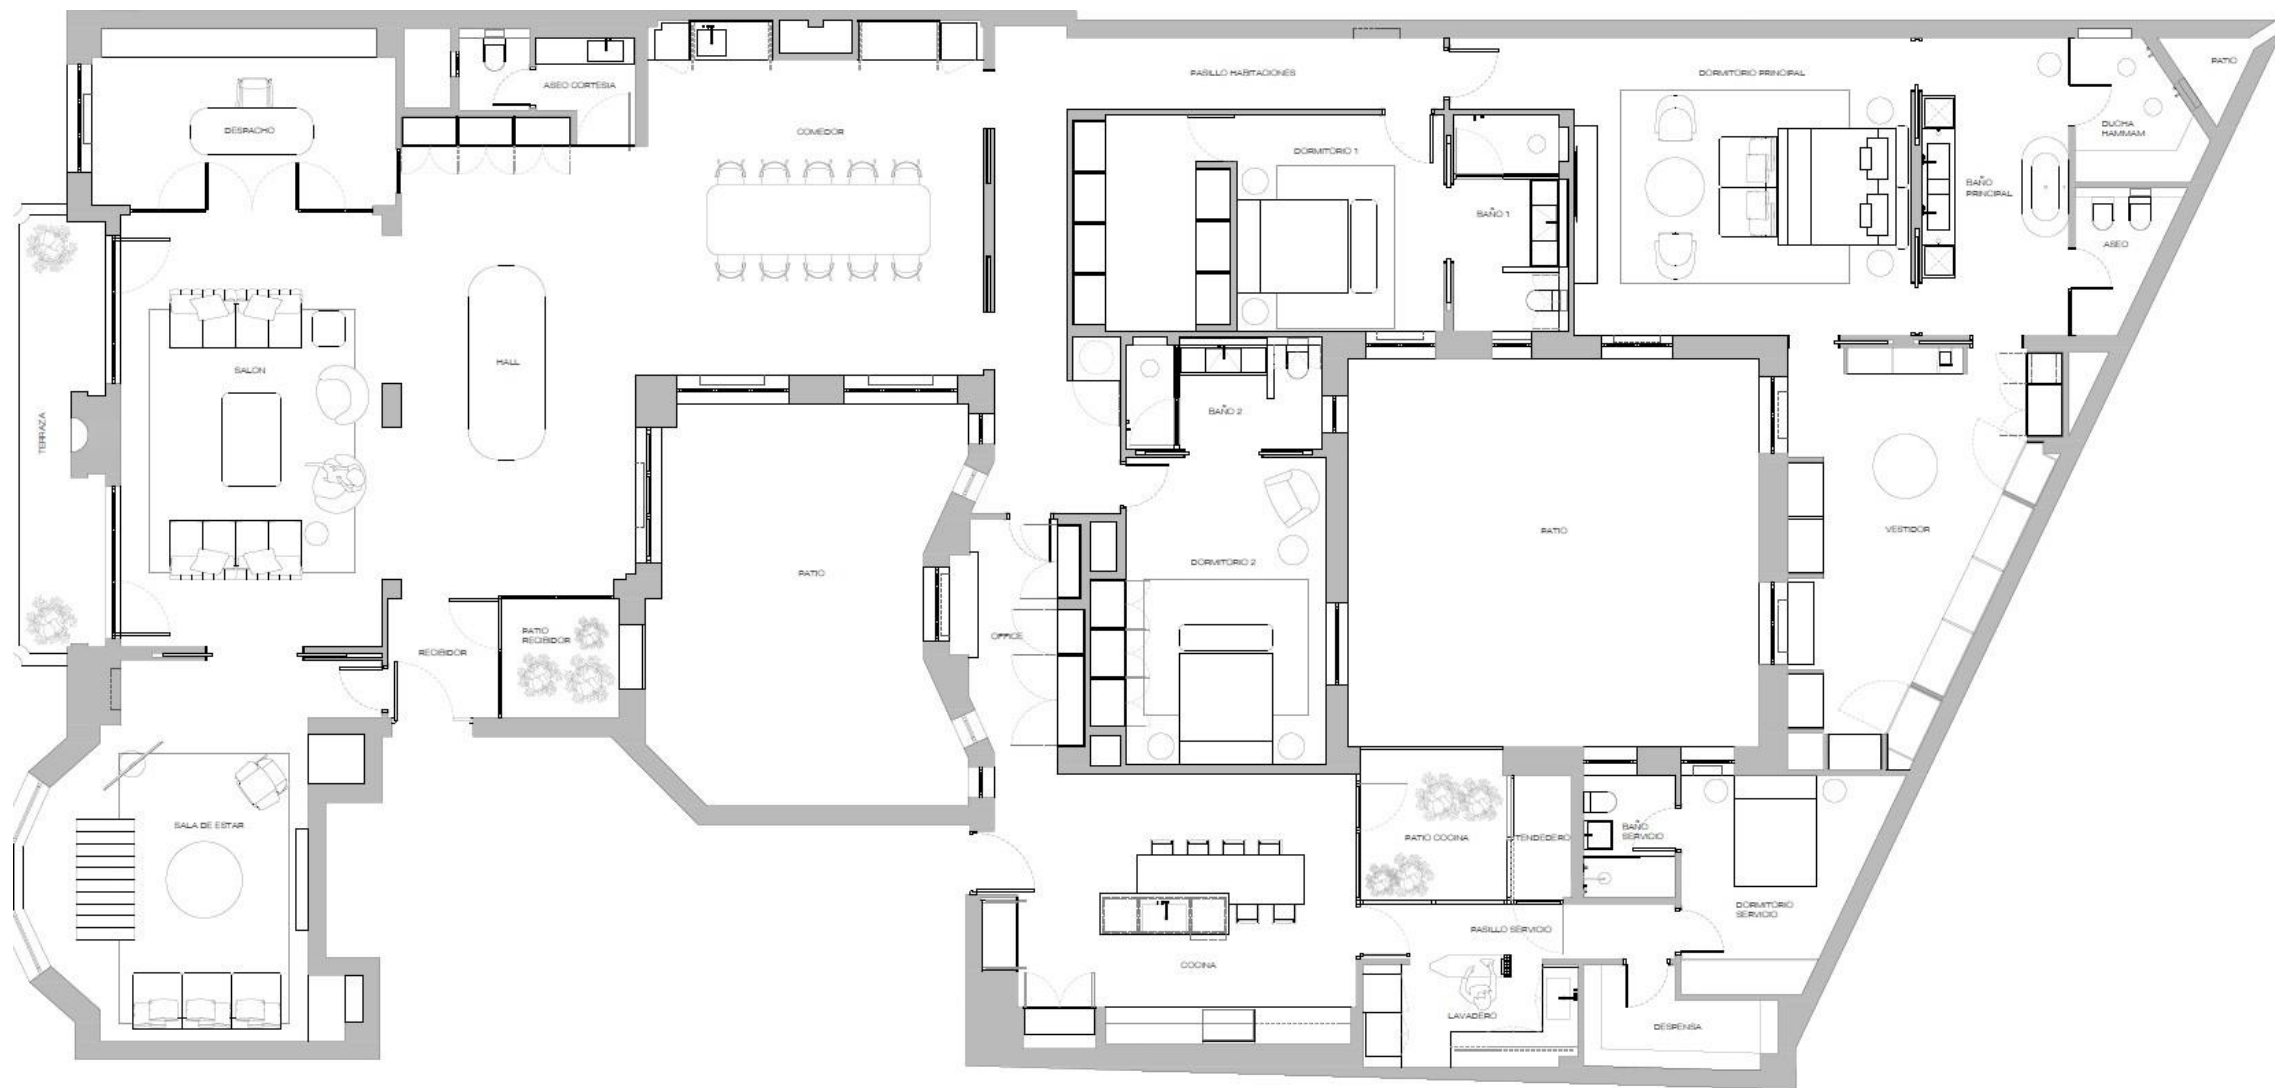 PASILLO HABITACIONES
DORMITORIO PRINCIPAL
PATIO
ASEO CORTESIA
DESPACHO
COMEDOR
DORMITORIO 1
DUCHA
HAMMAM
BAÑO
PRINCIPAL
BAÑO 1
ASEO
HALL
SALON
TERRAZA
BAÑO 2
VESTIDOR
PATIO
DORMITORIO 2
PATIO
PATIO
RECIBIDOR
OFFICE
RECIBIDOR
SALA DE ESTAR
PATIO COCINA
TENDEDERO
BAÑO
SERVICIO
DORMITORIO
SERVICIO
PASILLO SERVICIO
COCINA
LAVADERO
DESPENSA